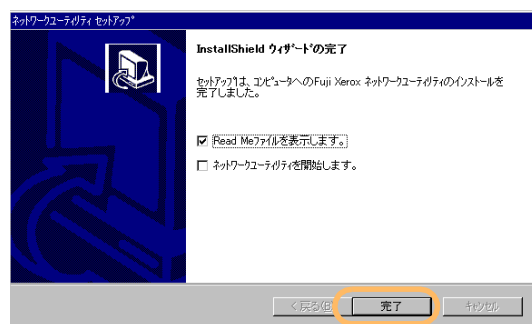 ネットワークユーティリティ セットアップ
InstallShield ウィザードの完了
セットアップは、コンピュータへのFuji Xerox ネットワークユーティリティのインストールを
完了しました。
Read Meファイルを表示します。
ネットワークユーティリティを開始します。
< 戻る(B) 完了 キャンセル